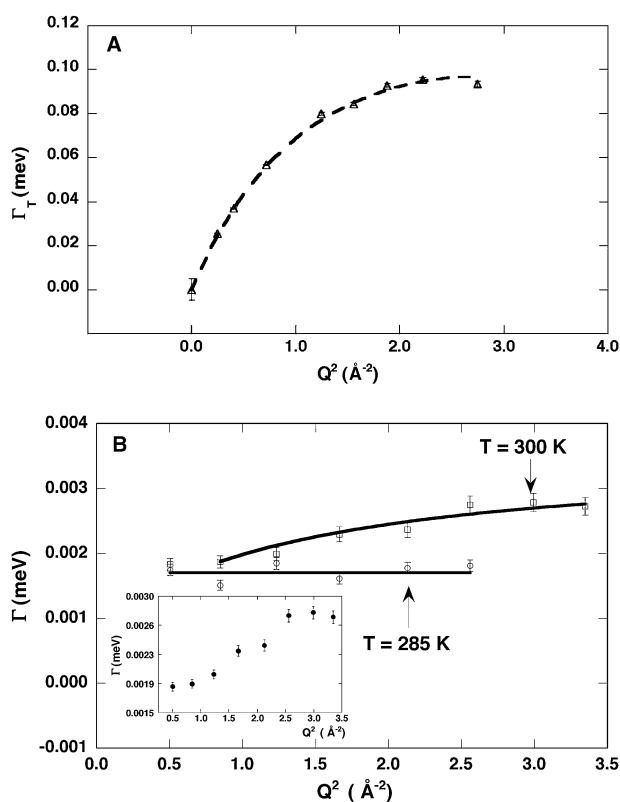 A
0.12
0.10
0.08
0.06
0.04
0.02
0.00
Γ_T (mev)
0.0 1.0 2.0 3.0 4.0
Q² (Å⁻²)
B
0.004
0.003
0.002
0.001
0.000
-0.001
Γ (meV)
T = 300 K
T = 285 K
0.0030
0.0026
0.0023
0.0019
0.0015
Γ (meV)
0.5 1.0 1.5 2.0 2.5 3.0 3.5
Q² (Å⁻²)
0.0 0.5 1.0 1.5 2.0 2.5 3.0 3.5
Q² (Å⁻²)